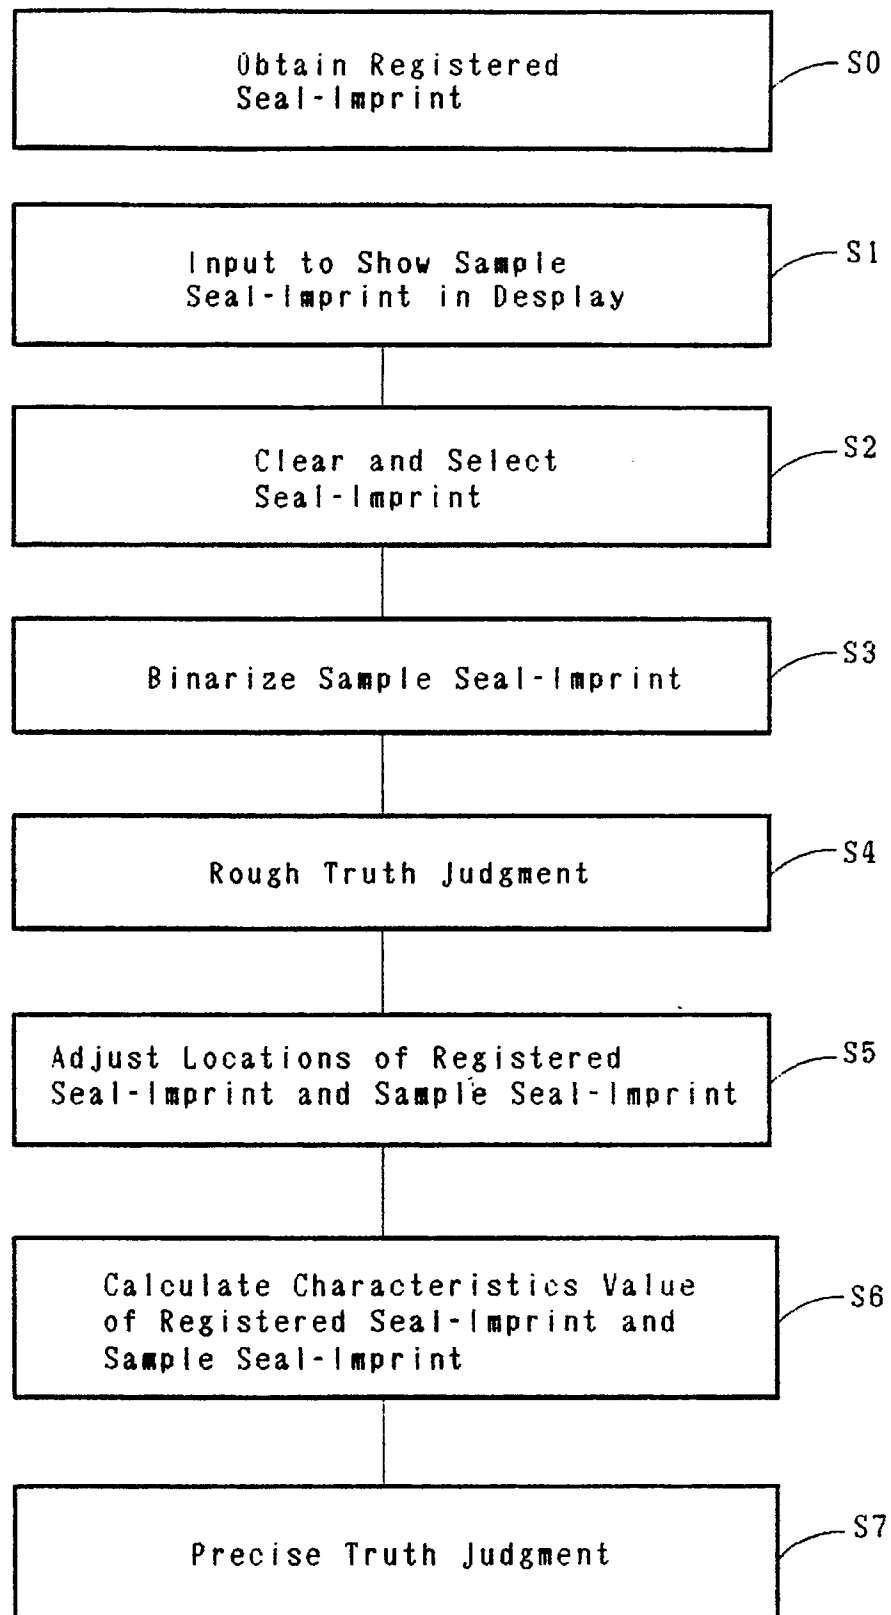 Obtain Registered
Seal-Imprint
S0
Input to Show Sample
Seal-Imprint in Desplay
S1
Clear and Select
Seal-Imprint
S2
Binarize Sample Seal-Imprint
S3
Rough Truth Judgment
S4
Adjust Locations of Registered
Seal-Imprint and Sample Seal-Imprint
S5
Calculate Characteristics Value
of Registered Seal-Imprint and
Sample Seal-Imprint
S6
Precise Truth Judgment
S7